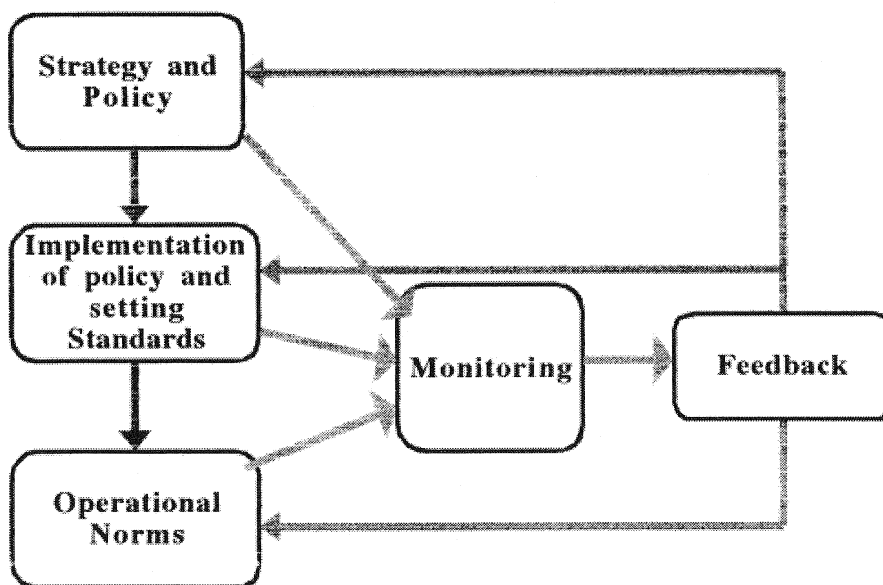 Strategy and
Policy
Implementation
of policy and
setting
Standards
Monitoring
Feedback
Operational
Norms